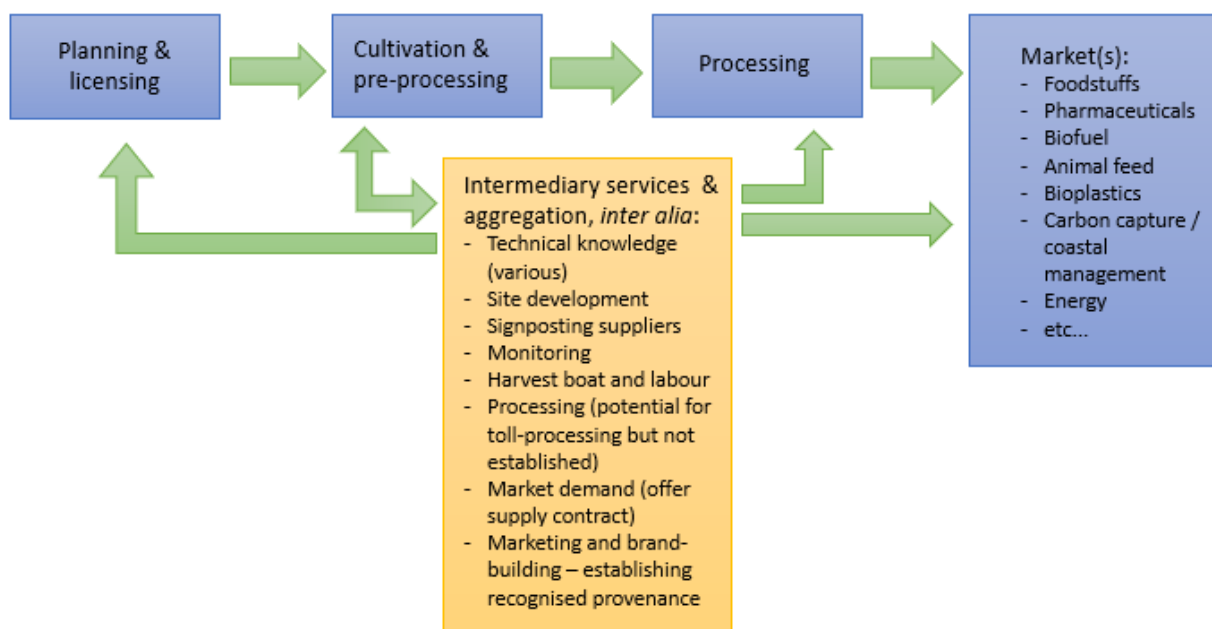 Planning &
licensing
Cultivation &
pre-processing
Processing
Market(s):
- Foodstuffs
- Pharmaceuticals
- Biofuel
- Animal feed
- Bioplastics
- Carbon capture /
coastal
management
- Energy
- etc...
Intermediary services &
aggregation, inter alia:
- Technical knowledge
(various)
- Site development
- Signposting suppliers
- Monitoring
- Harvest boat and labour
- Processing (potential for
toll-processing but not
established)
- Market demand (offer
supply contract)
- Marketing and brand-
building – establishing
recognised provenance